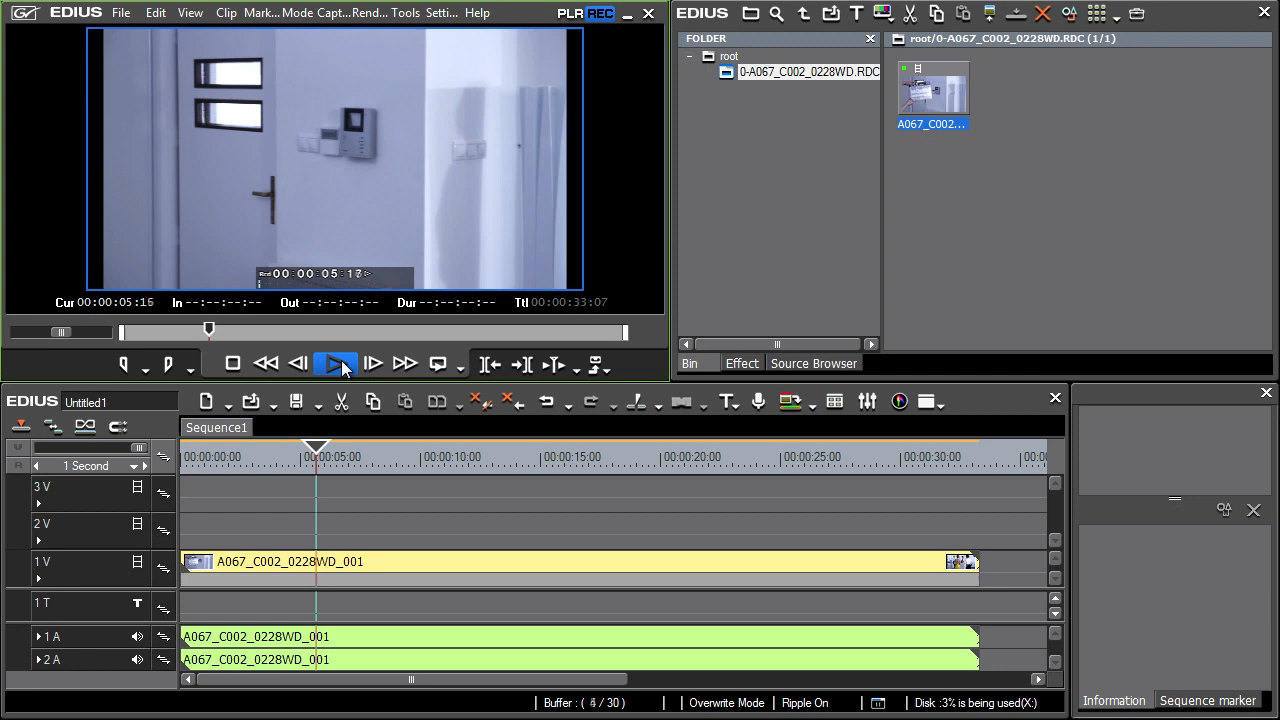 EDIUS File Edit View Clip Mark... Mode Capt... Rend... Tools Setti... Help PLR REC
Rcd 00:00:05:17
Cur 00:00:05:16 In --:--:--:-- Out --:--:--:-- Dur --:--:--:-- Ttl 00:00:33:07
EDIUS
FOLDER
root
0-A067_C002_0228WD.RDC
root/0-A067_C002_0228WD.RDC (1/1)
A067_C002...
Bin Effect Source Browser
EDIUS Untitled1
Sequence1
1 Second
00:00:00:00 00:00:05:00 00:00:10:00 00:00:15:00 00:00:20:00 00:00:25:00 00:00:30:00 00:0
3 V
2 V
1 V A067_C002_0228WD_001
1 T T
1 A A067_C002_0228WD_001
2 A A067_C002_0228WD_001
Buffer : ( / 30 ) Overwrite Mode Ripple On Disk :3% is being used(X:)
Information Sequence marker